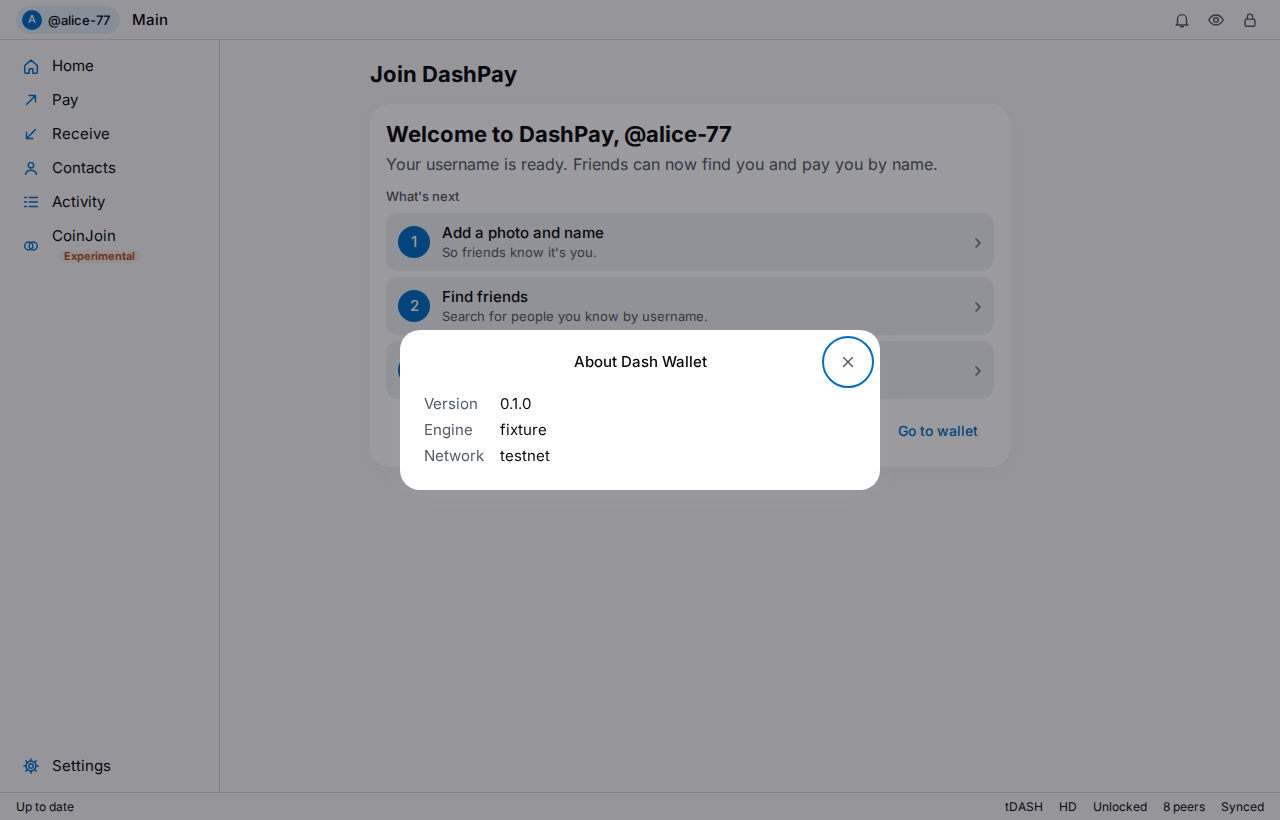 A @alice-77 Main
Home
Pay
Receive
Contacts
Activity
CoinJoin
Experimental
Settings
Join DashPay
Welcome to DashPay, @alice-77
Your username is ready. Friends can now find you and pay you by name.
What's next
1 Add a photo and name
So friends know it's you.
2 Find friends
Search for people you know by username.
About Dash Wallet
Version 0.1.0
Engine fixture
Network testnet
Go to wallet
Up to date
tDASH HD Unlocked 8 peers Synced